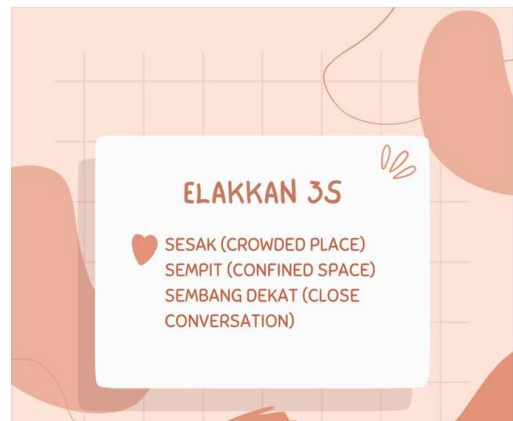 ELAKKAN 3S
SESAK (CROWDED PLACE)
SEMPIT (CONFINED SPACE)
SEMBANG DEKAT (CLOSE
CONVERSATION)